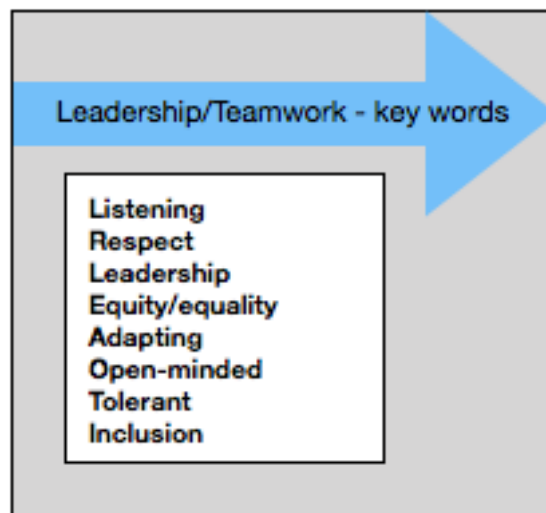 Leadership/Teamwork - key words
Listening
Respect
Leadership
Equity/equality
Adapting
Open-minded
Tolerant
Inclusion